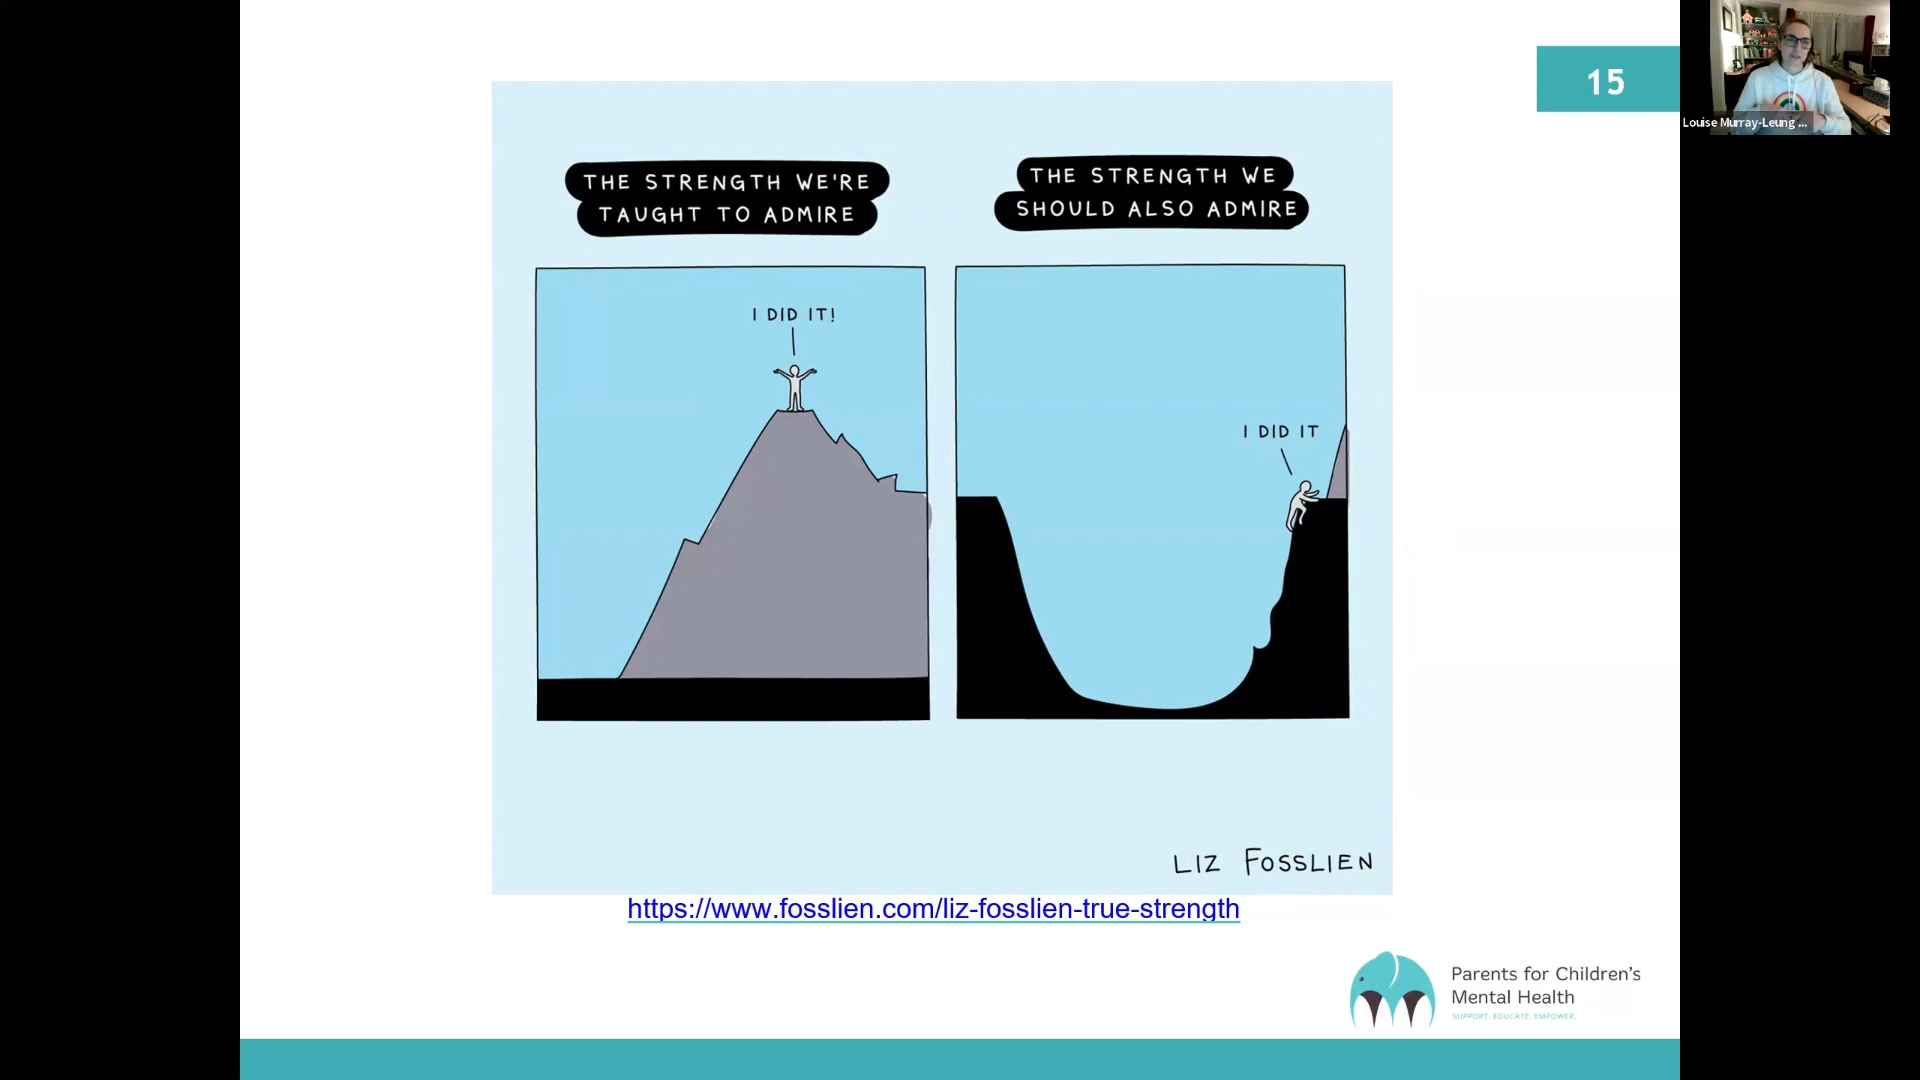 15
Louise Murray-Leung ...
THE STRENGTH WE'RE
TAUGHT TO ADMIRE
THE STRENGTH WE
SHOULD ALSO ADMIRE
I DID IT!
I DID IT
LIZ FOSSLIEN
https://www.fosslien.com/liz-fosslien-true-strength
Parents for Children's
Mental Health
SUPPORT. EDUCATE. EMPOWER.